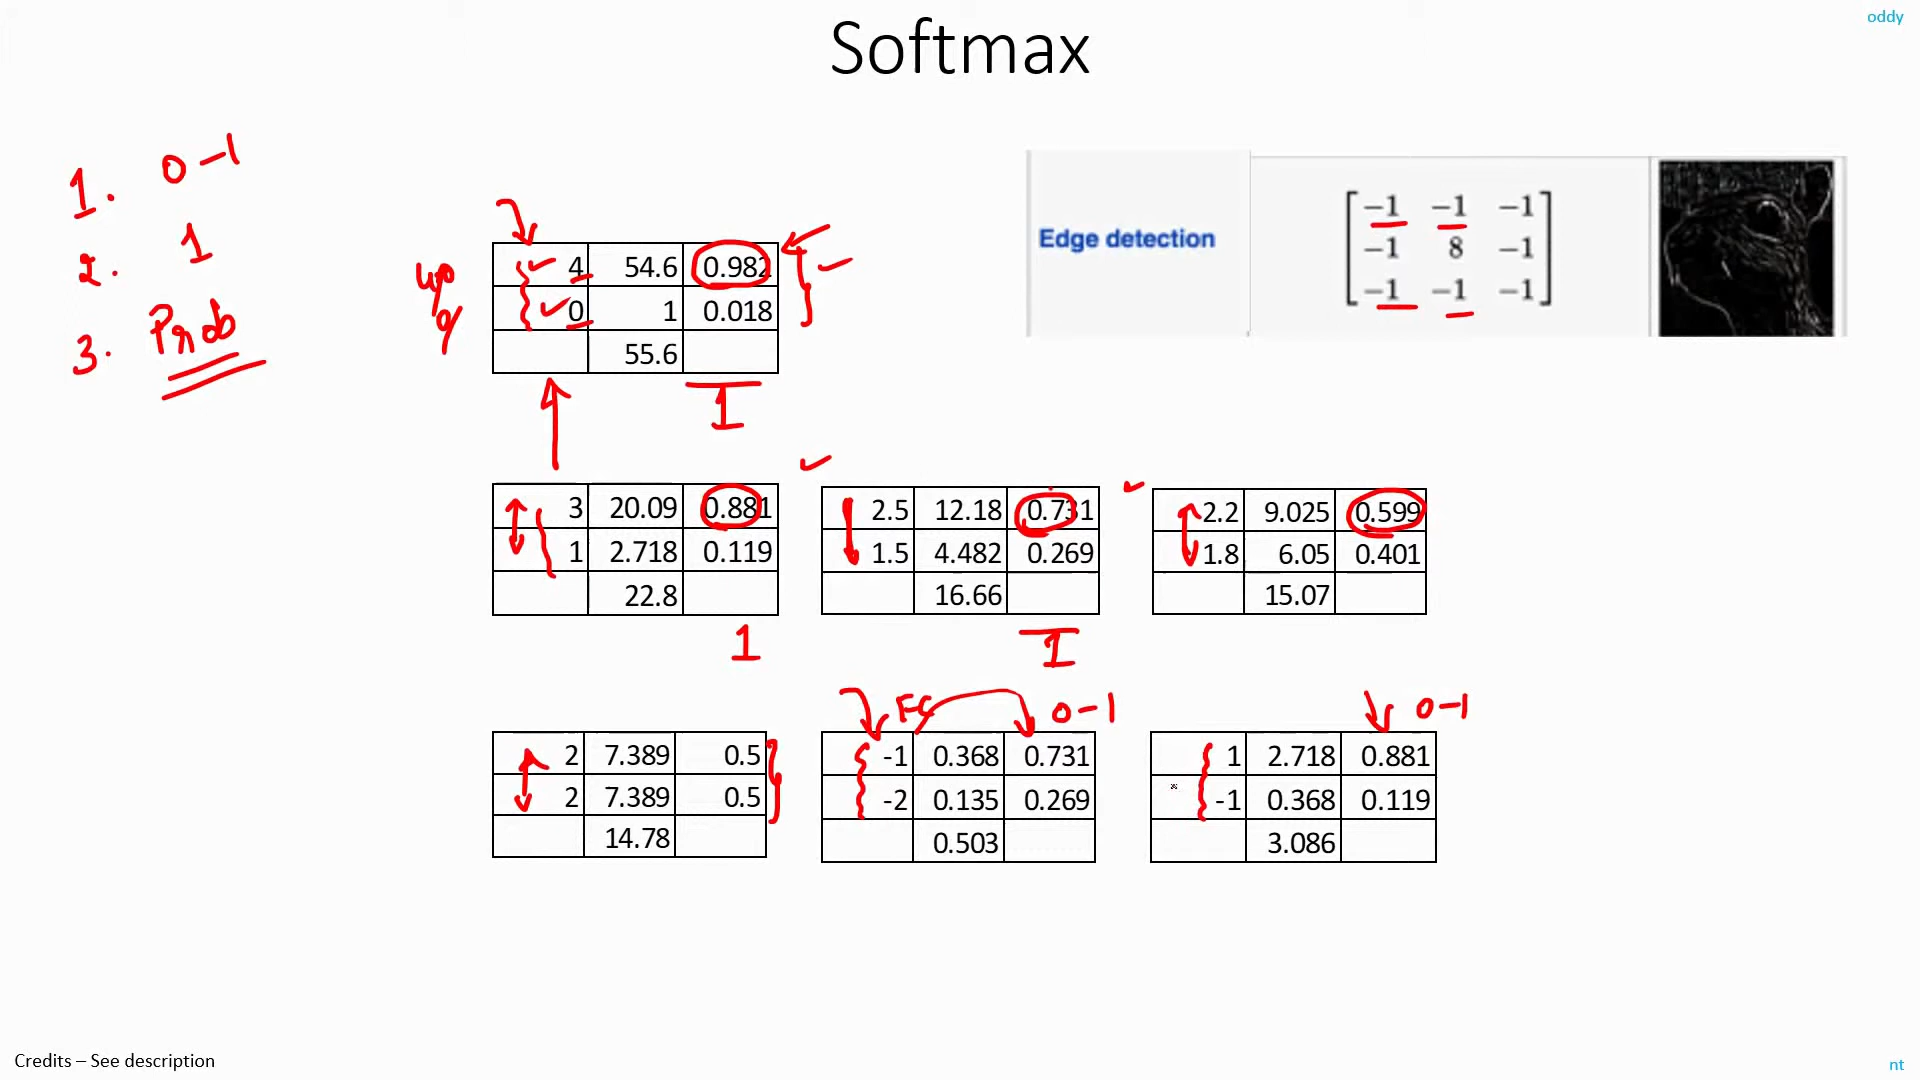 oddy
Softmax
1. 0-1
2. 1
3. Prob
4 54.6 0.982
0 1 0.018
55.6
1
Edge detection
-1 -1 -1
-1 8 -1
-1 -1 -1
3 20.09 0.881
1 2.718 0.119
22.8
1
2.5 12.18 0.731
1.5 4.482 0.269
16.66
1
2.2 9.025 0.599
1.8 6.05 0.401
15.07
2 7.389 0.5
2 7.389 0.5
14.78
FC 0-1
-1 0.368 0.731
-2 0.135 0.269
0.503
0-1
1 2.718 0.881
-1 0.368 0.119
3.086
Credits – See description
nt